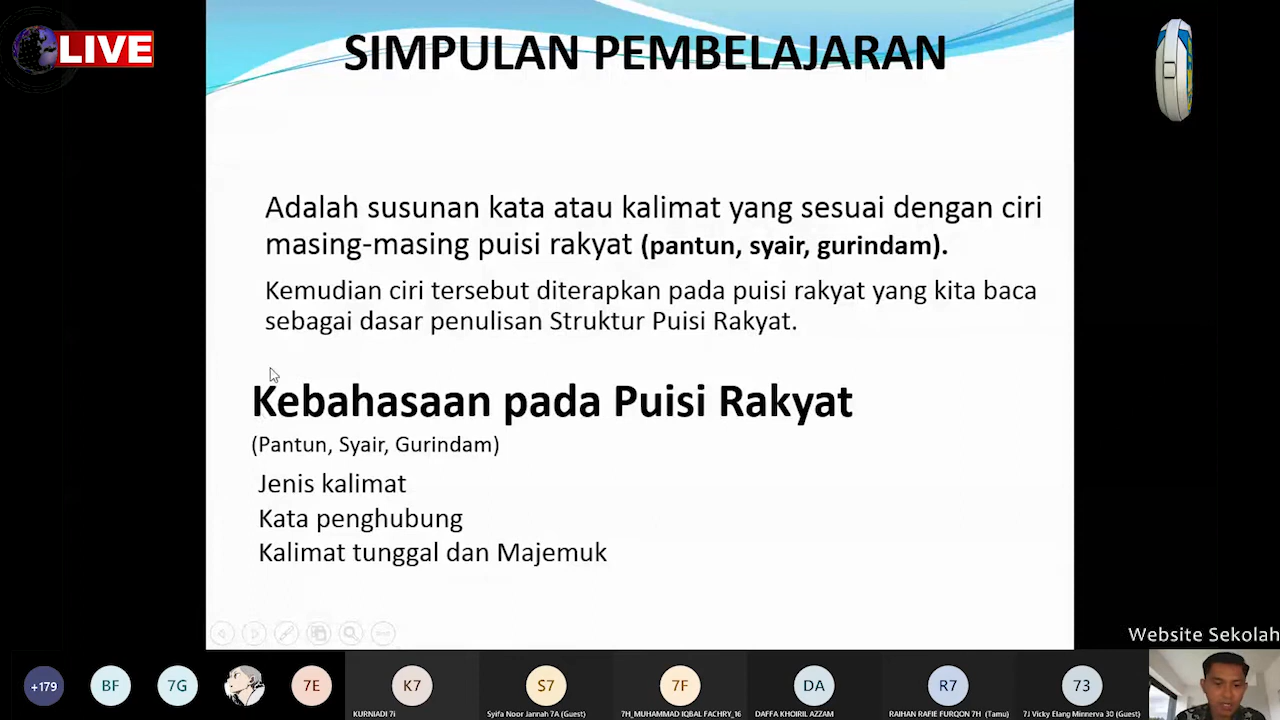 LIVE
SIMPULAN PEMBELAJARAN
Adalah susunan kata atau kalimat yang sesuai dengan ciri
masing-masing puisi rakyat (pantun, syair, gurindam).
Kemudian ciri tersebut diterapkan pada puisi rakyat yang kita baca
sebagai dasar penulisan Struktur Puisi Rakyat.
Kebahasaan pada Puisi Rakyat
(Pantun, Syair, Gurindam)
Jenis kalimat
Kata penghubung
Kalimat tunggal dan Majemuk
Website Sekolah
+179
BF
7G
7E
K7
S7
7F
DA
R7
73
KURNIADI 7i
Syifa Noor Jannah 7A (Guest)
7H_MUHAMMAD IQBAL FACHRY_16
DAFFA KHOIRIL AZZAM
RAIHAN RAFIE FURQON 7H (Tamu)
7J Vicky Elang Minnerva 30 (Guest)